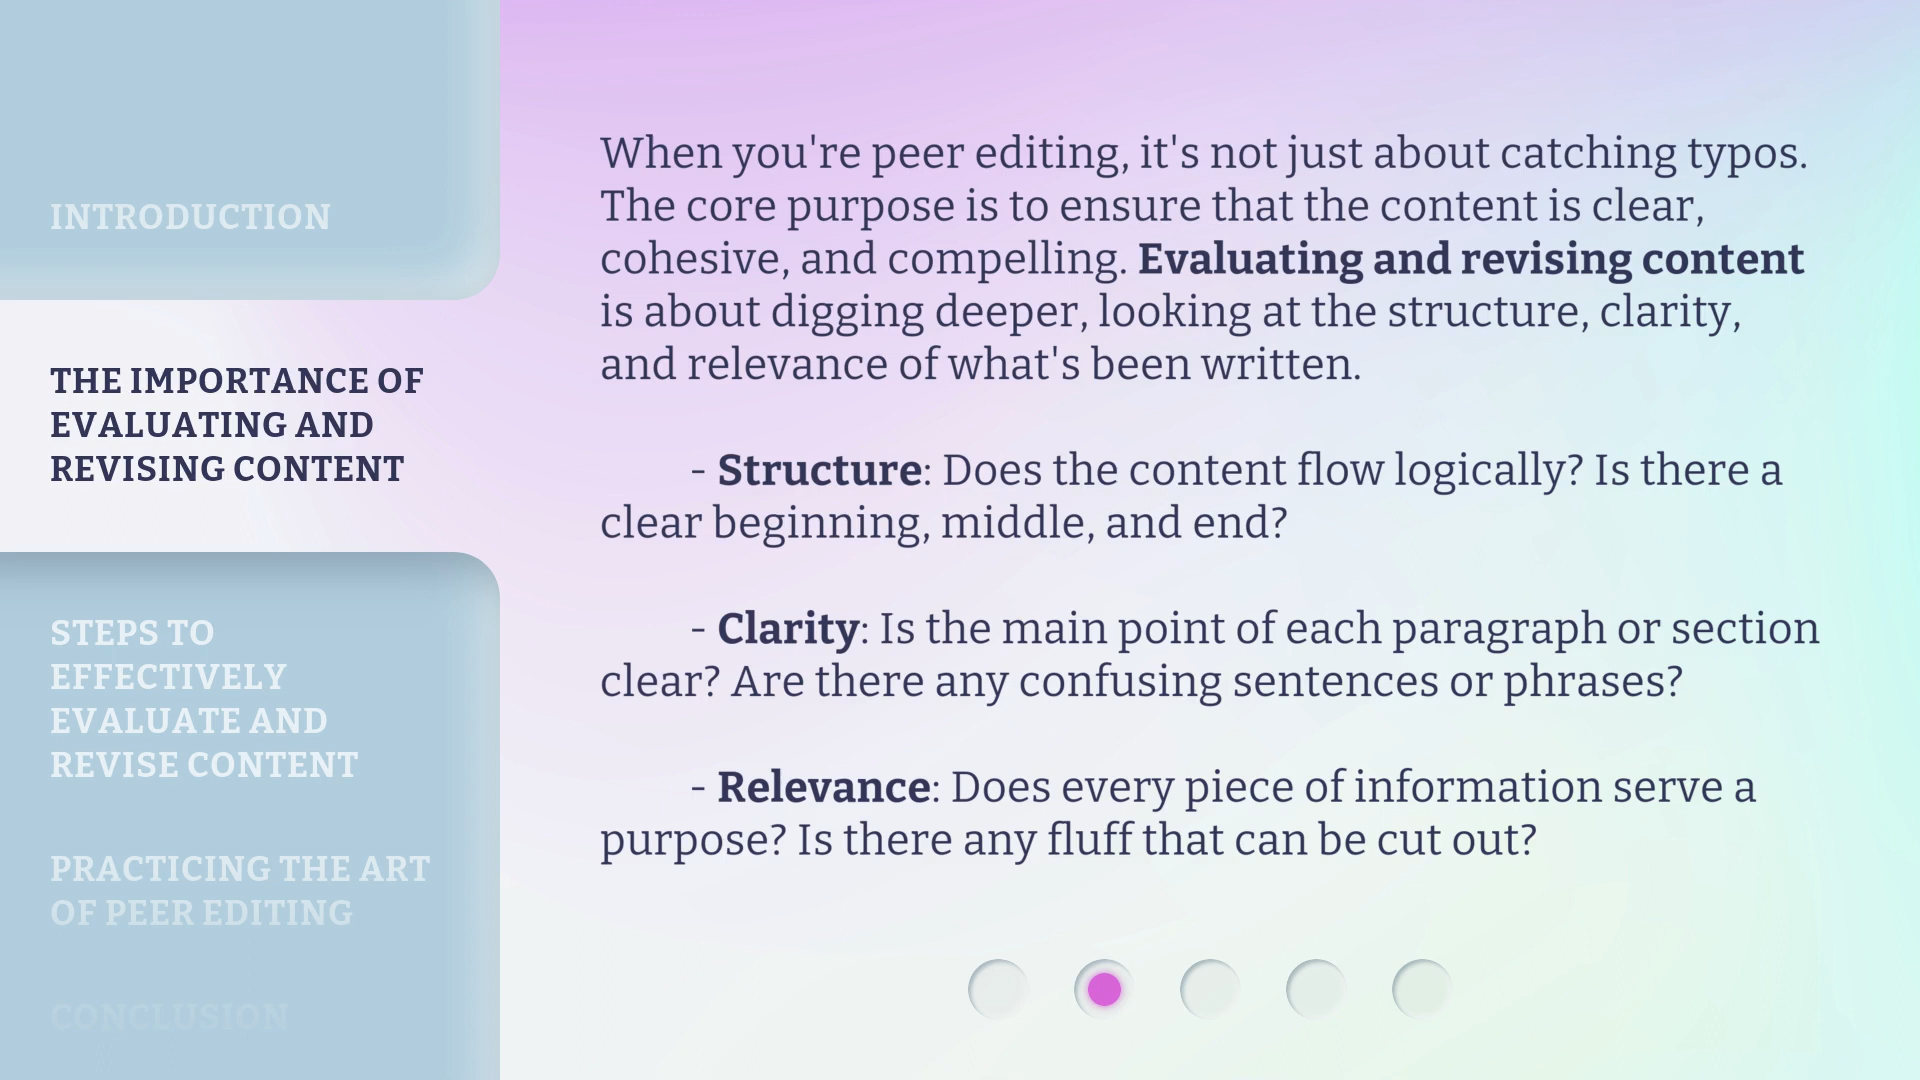 INTRODUCTION
THE IMPORTANCE OF
EVALUATING AND
REVISING CONTENT
STEPS TO
EFFECTIVELY
EVALUATE AND
REVISE CONTENT
PRACTICING THE ART
OF PEER EDITING
CONCLUSION
When you're peer editing, it's not just about catching typos.
The core purpose is to ensure that the content is clear,
cohesive, and compelling. Evaluating and revising content
is about digging deeper, looking at the structure, clarity,
and relevance of what's been written.
- Structure: Does the content flow logically? Is there a
clear beginning, middle, and end?
- Clarity: Is the main point of each paragraph or section
clear? Are there any confusing sentences or phrases?
- Relevance: Does every piece of information serve a
purpose? Is there any fluff that can be cut out?